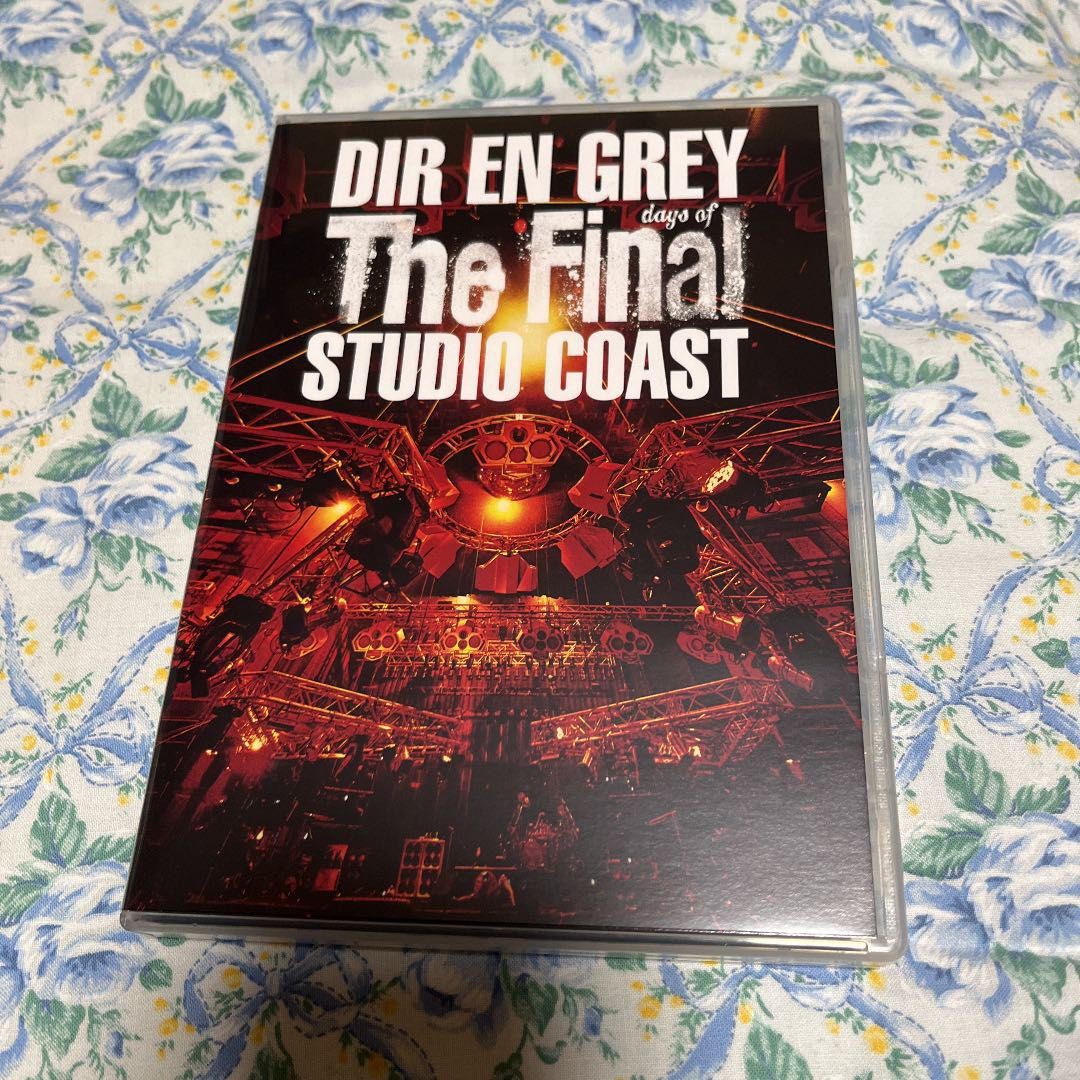 DIR EN GREY
days of
The Final
STUDIO COAST